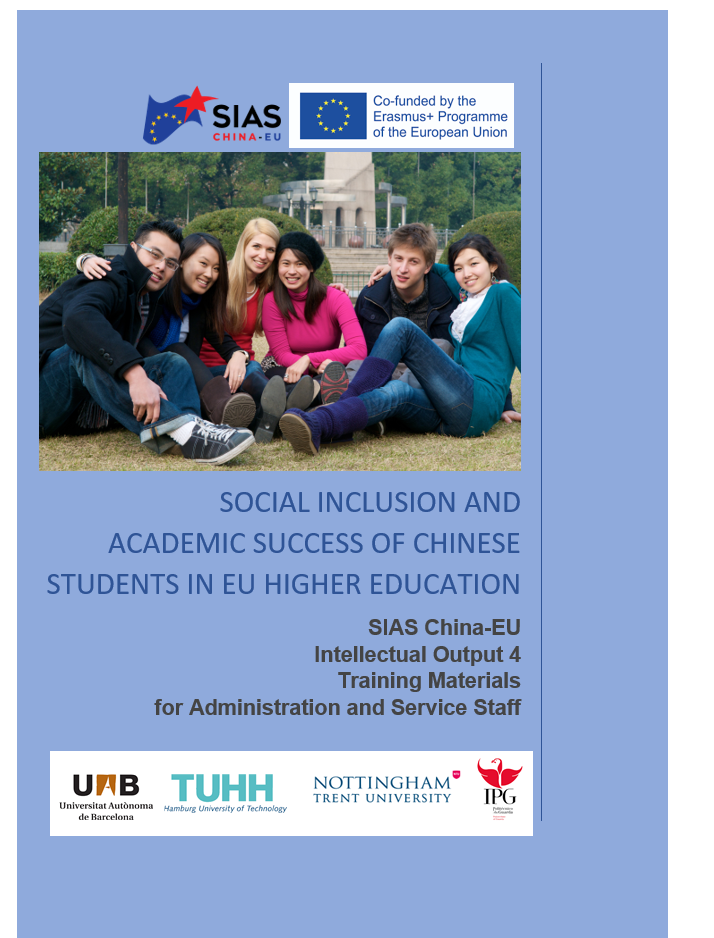 SIAS
CHINA-EU
Co-funded by the
Erasmus+ Programme
of the European Union
SOCIAL INCLUSION AND
ACADEMIC SUCCESS OF CHINESE
STUDENTS IN EU HIGHER EDUCATION
SIAS China-EU
Intellectual Output 4
Training Materials
for Administration and Service Staff
UAB
Universitat Autònoma
de Barcelona
TUHH
Hamburg University of Technology
NOTTINGHAM
TRENT UNIVERSITY
IPG